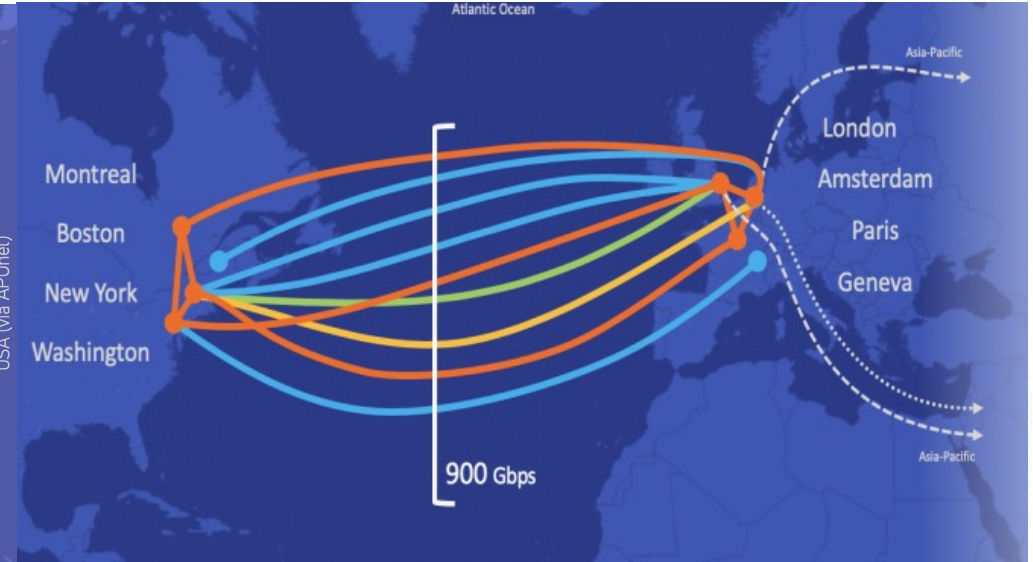 Atlantic Ocean
Asia-Pacific
London
Montreal
Amsterdam
Boston
Paris
Geneva
New York
Washington
USA (via APOnet)
Asia-Pacific
900 Gbps